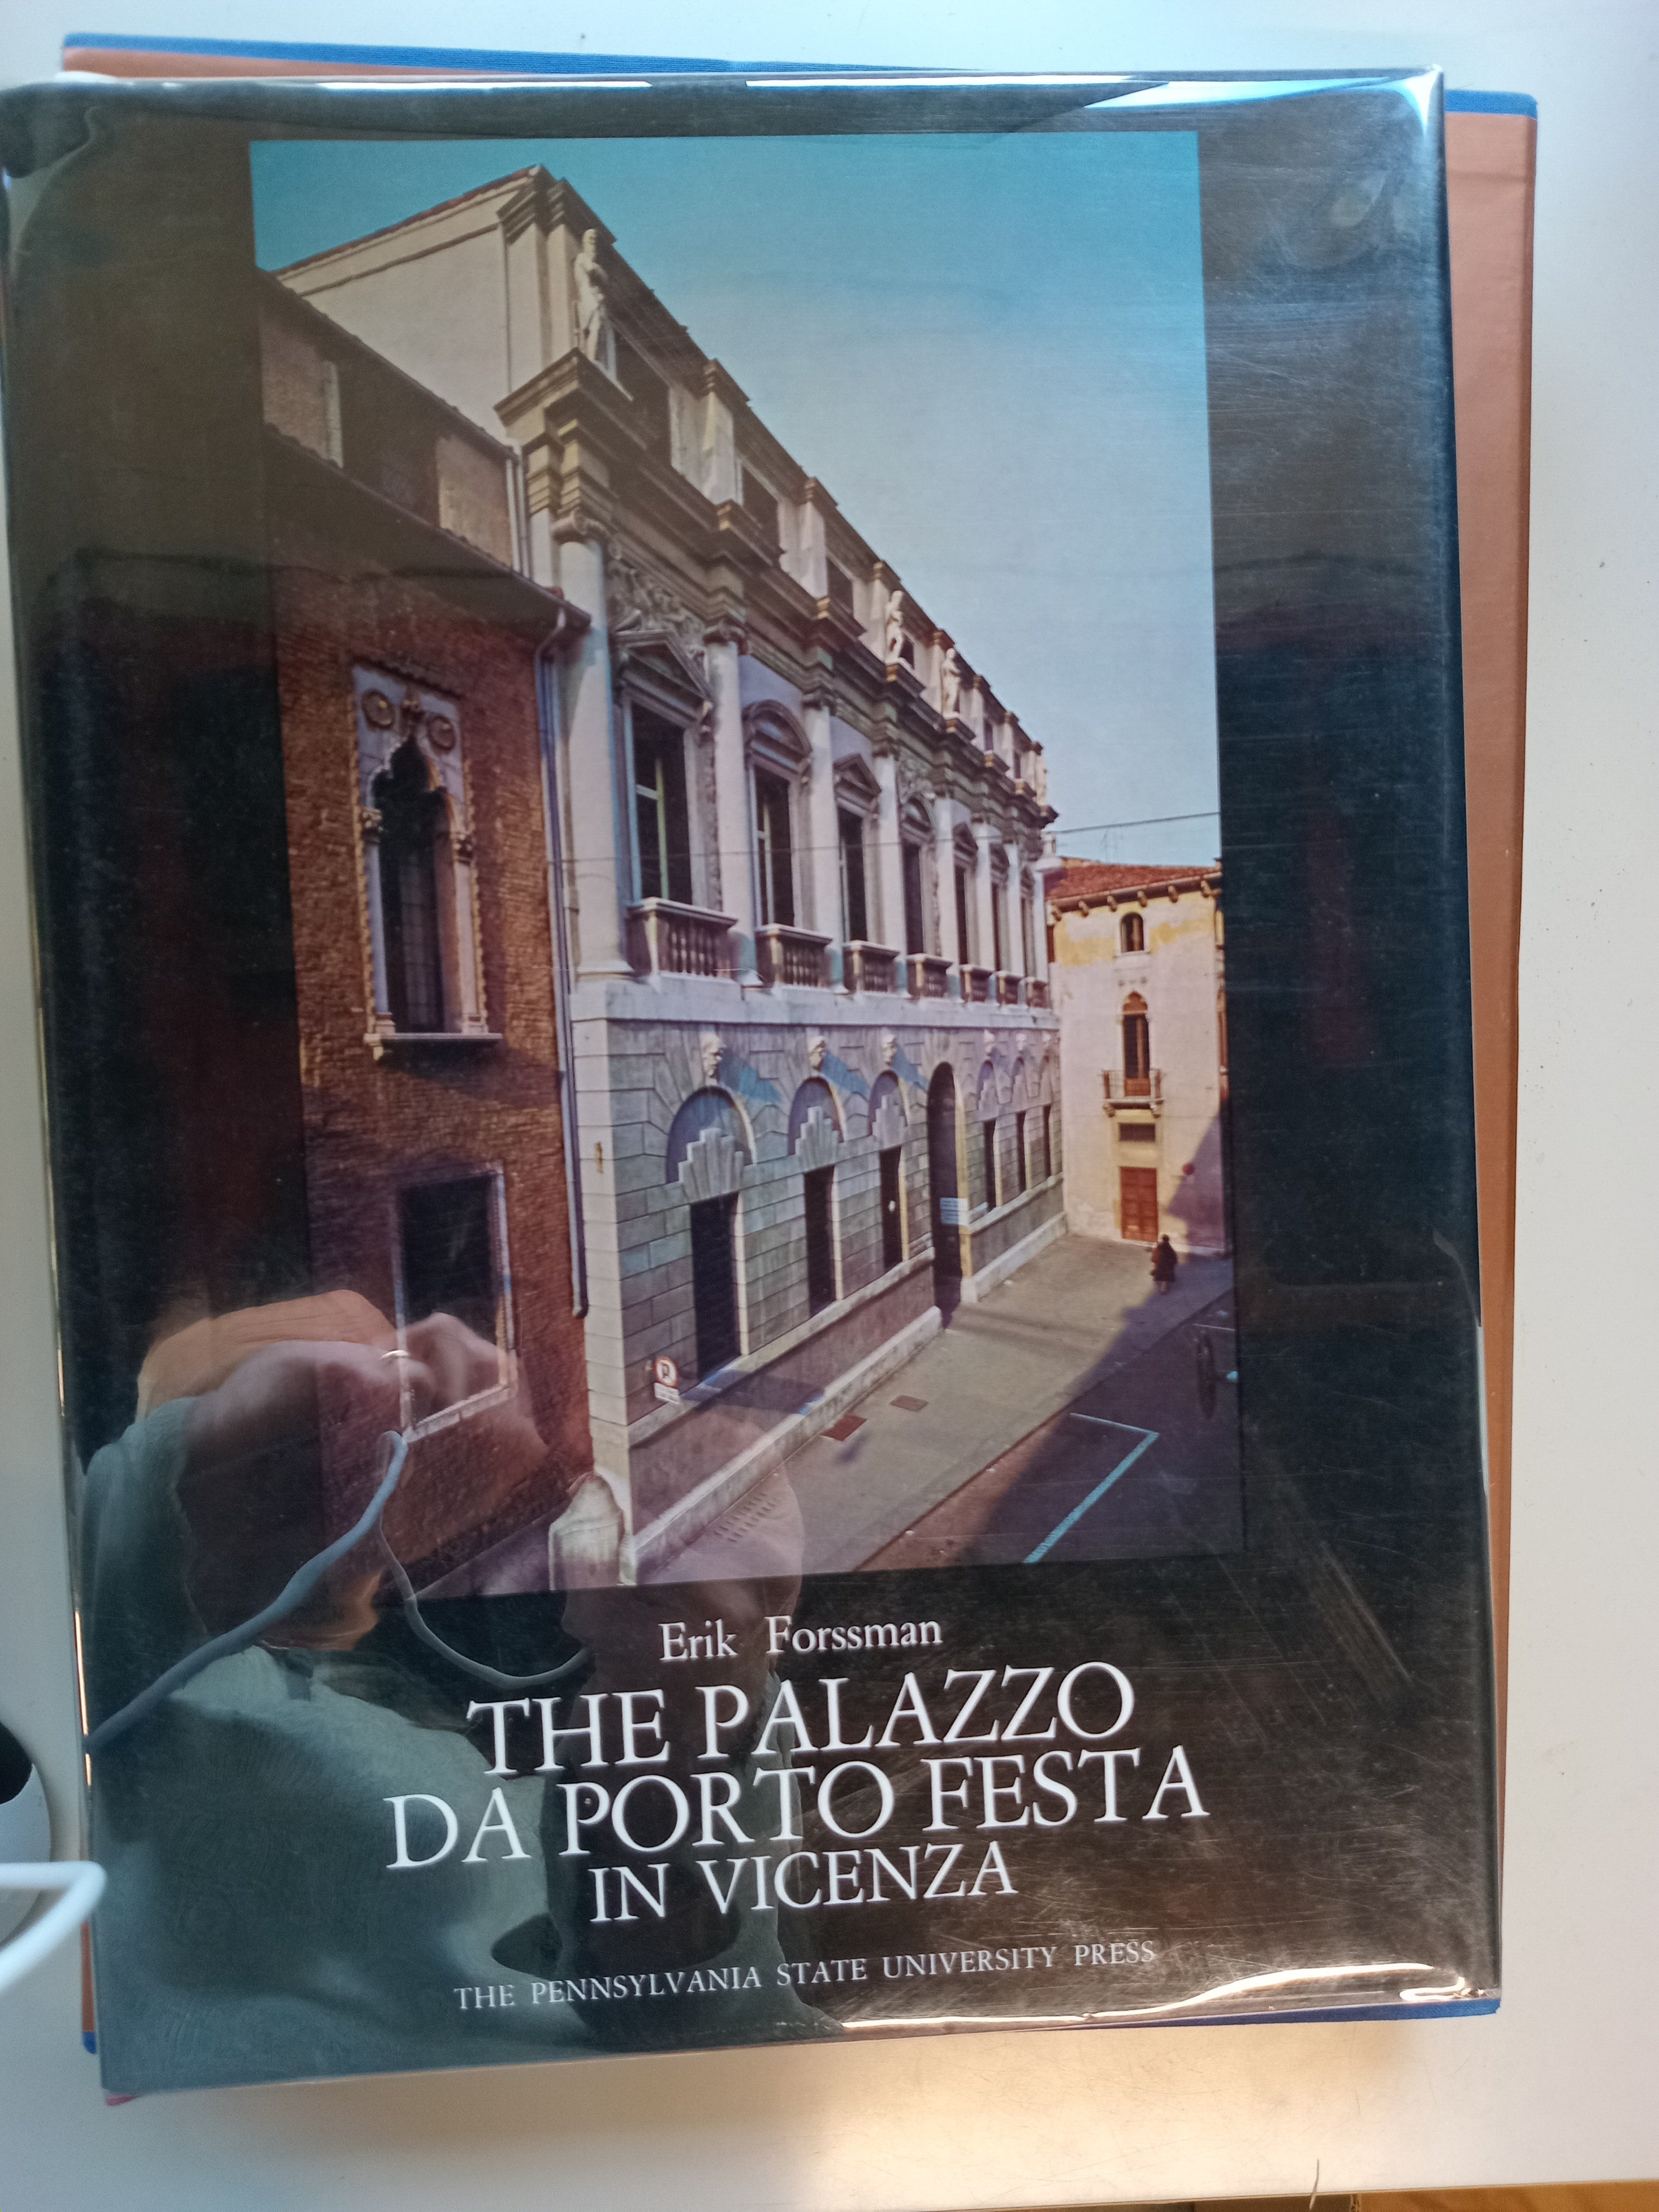 Erik Forssman
THE PALAZZO
DA PORTO FESTA
IN VICENZA
THE PENNSYLVANIA STATE UNIVERSITY PRESS